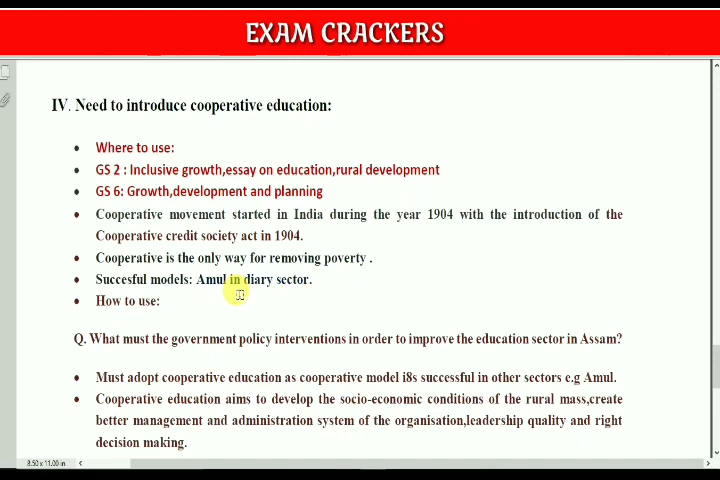 EXAM CRACKERS
IV. Need to introduce cooperative education:
Where to use:
GS 2 : Inclusive growth,essay on education,rural development
GS 6: Growth,development and planning
Cooperative movement started in India during the year 1904 with the introduction of the
Cooperative credit society act in 1904.
Cooperative is the only way for removing poverty .
Succesful models: Amul in diary sector.
How to use:
Q. What must the government policy interventions in order to improve the education sector in Assam?
Must adopt cooperative education as cooperative model i8s successful in other sectors e.g Amul.
Cooperative education aims to develop the socio-economic conditions of the rural mass,create
better management and administration system of the organisation,leadership quality and right
decision making.
8.50 x 11.00 in